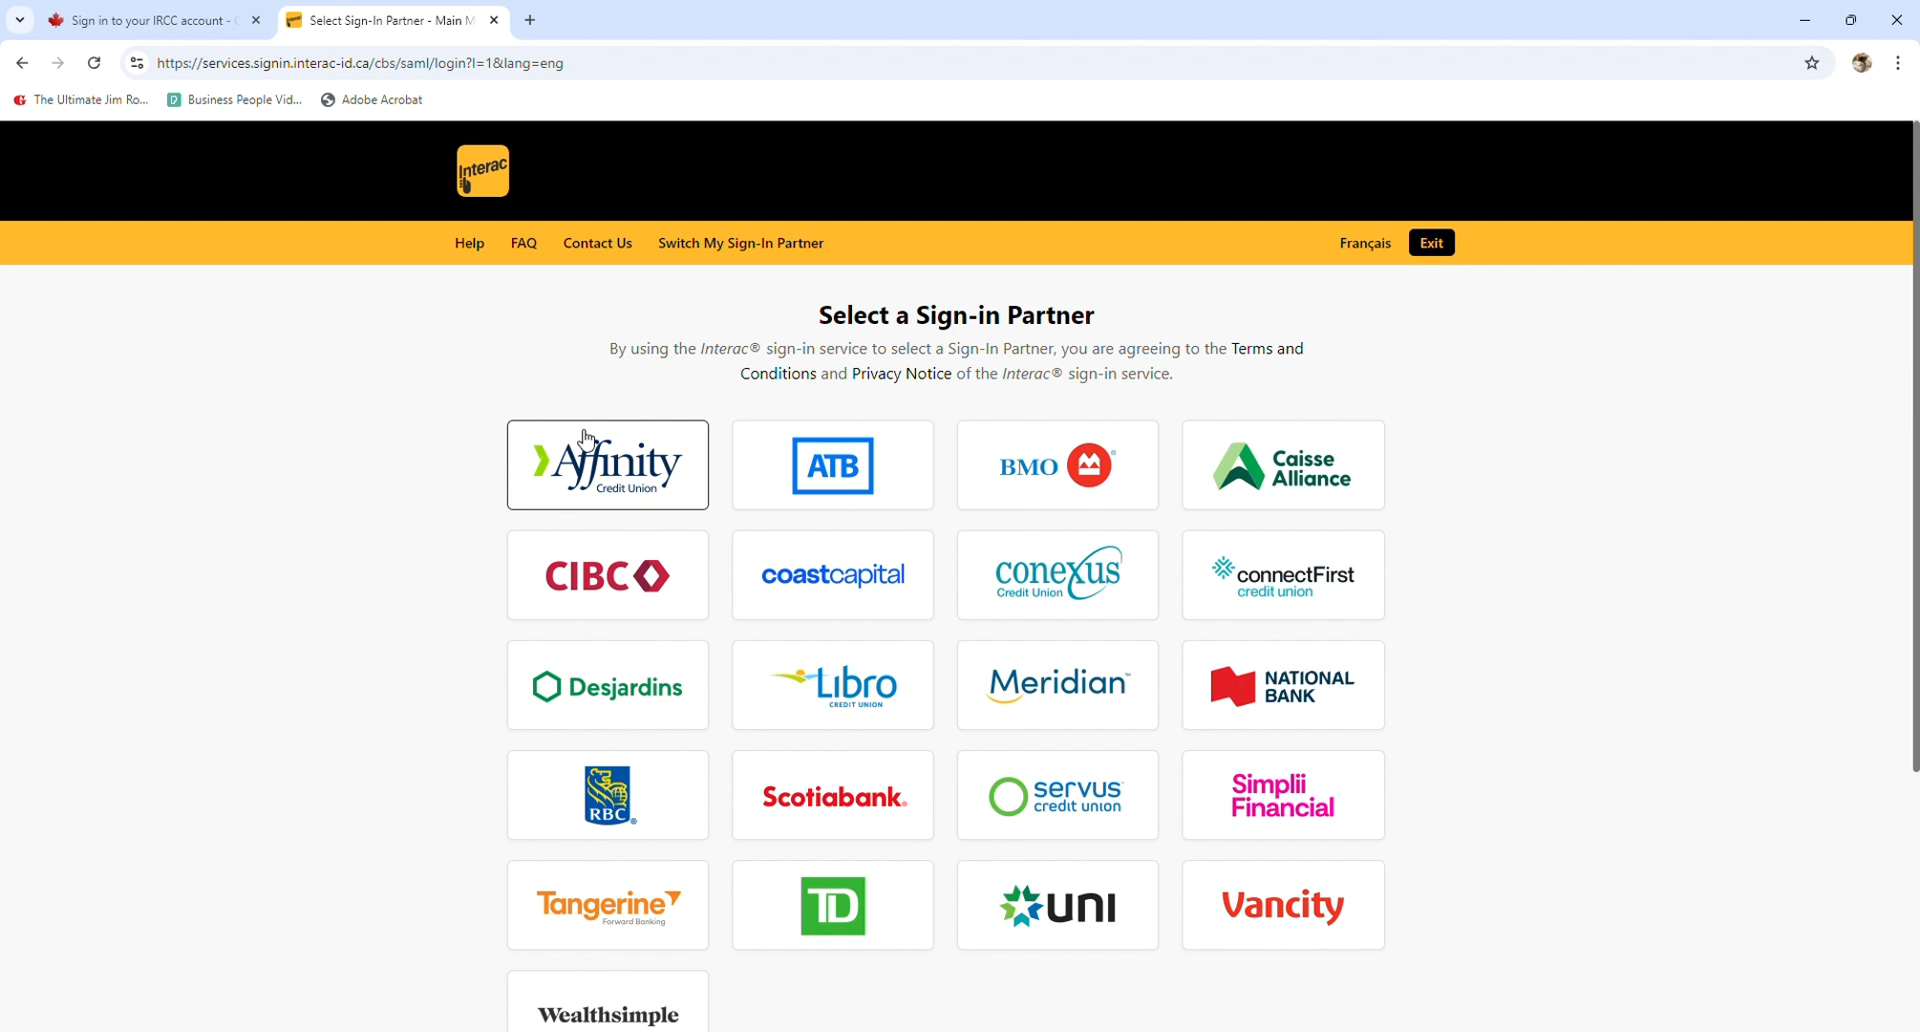 Sign in to your IRCC account -
Select Sign-In Partner - Main M
https://services.signin.interac-id.ca/cbs/saml/login?l=1&lang=eng
The Ultimate Jim Ro...
Business People Vid...
Adobe Acrobat
Interac
Help
FAQ
Contact Us
Switch My Sign-In Partner
Français
Exit
Select a Sign-in Partner
By using the Interac® sign-in service to select a Sign-In Partner, you are agreeing to the Terms and
Conditions and Privacy Notice of the Interac® sign-in service.
Affinity
Credit Union
ATB
BMO
Caisse
Alliance
CIBC
coastcapital
conexus
Credit Union
connectFirst
credit union
Desjardins
Libro
CREDIT UNION
Meridian™
NATIONAL
BANK
RBC®
Scotiabank®
servus
credit union
Simplii
Financial
Tangerine
Forward Banking
TD
UNI
Vancity
Wealthsimple